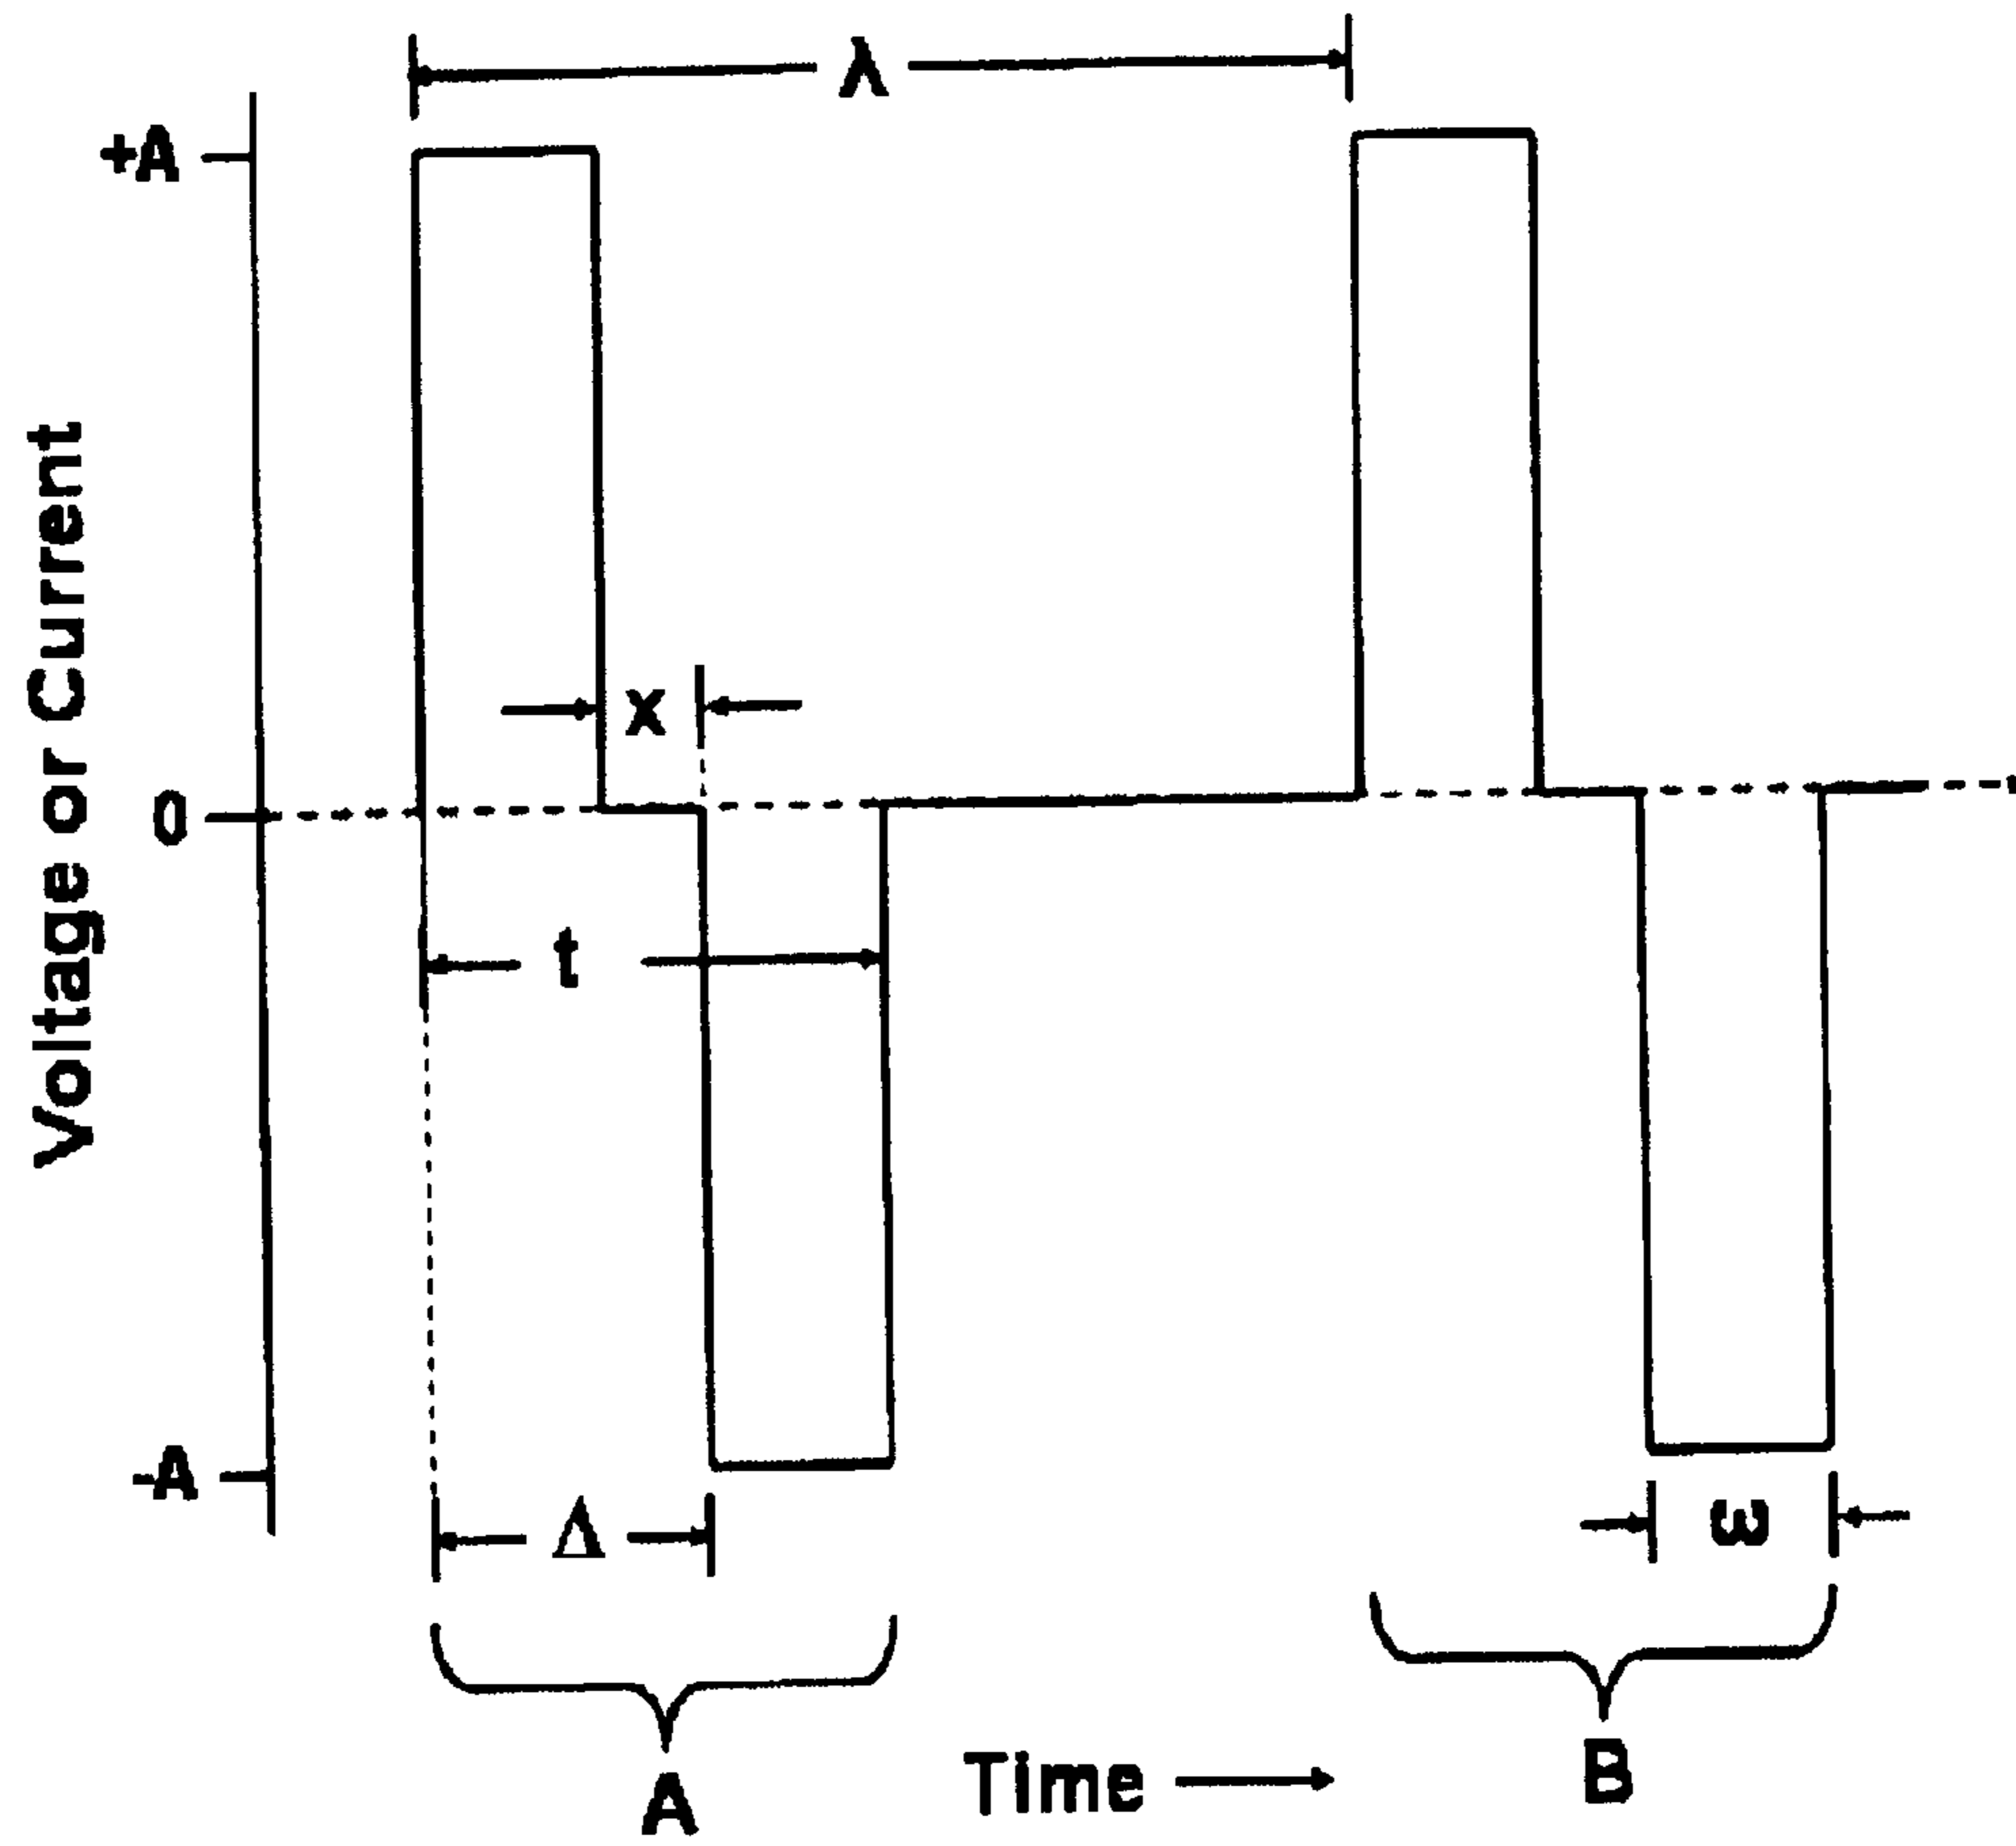 λ
+A
Voltage or Current
x
0
t
-A
Δ
ω
A
Time
B